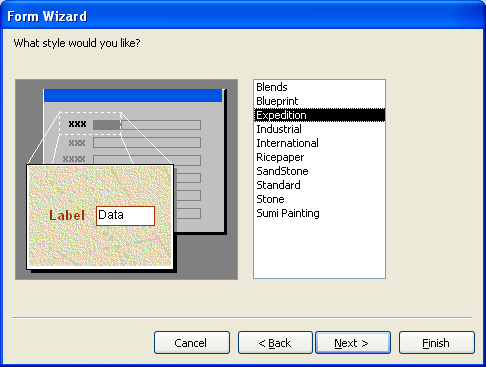 Form Wizard
What style would you like?
xxx
xxx
xxxx
Label Data
Blends
Blueprint
Expedition
Industrial
International
Ricepaper
SandStone
Standard
Stone
Sumi Painting
Cancel
< Back
Next >
Finish